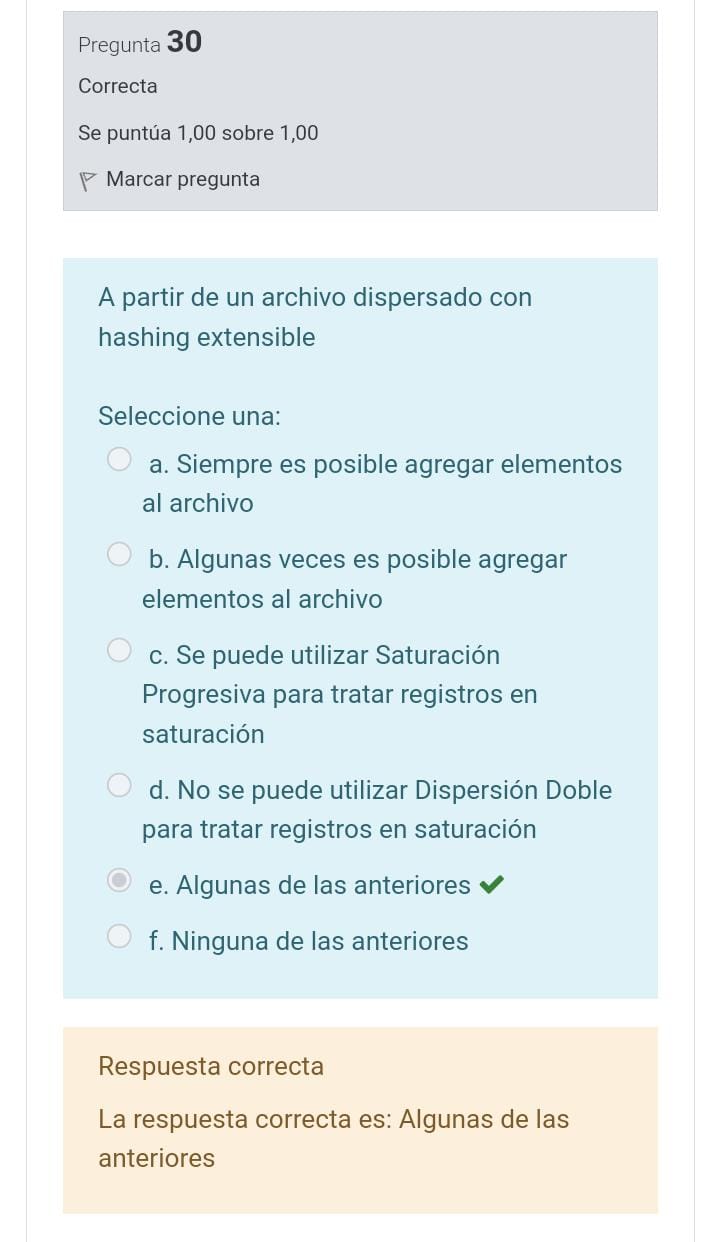 Pregunta 30
Correcta
Se puntúa 1,00 sobre 1,00
Marcar pregunta
A partir de un archivo dispersado con
hashing extensible
Seleccione una:
a. Siempre es posible agregar elementos
al archivo
b. Algunas veces es posible agregar
elementos al archivo
c. Se puede utilizar Saturación
Progresiva para tratar registros en
saturación
d. No se puede utilizar Dispersión Doble
para tratar registros en saturación
e. Algunas de las anteriores
f. Ninguna de las anteriores
Respuesta correcta
La respuesta correcta es: Algunas de las
anteriores